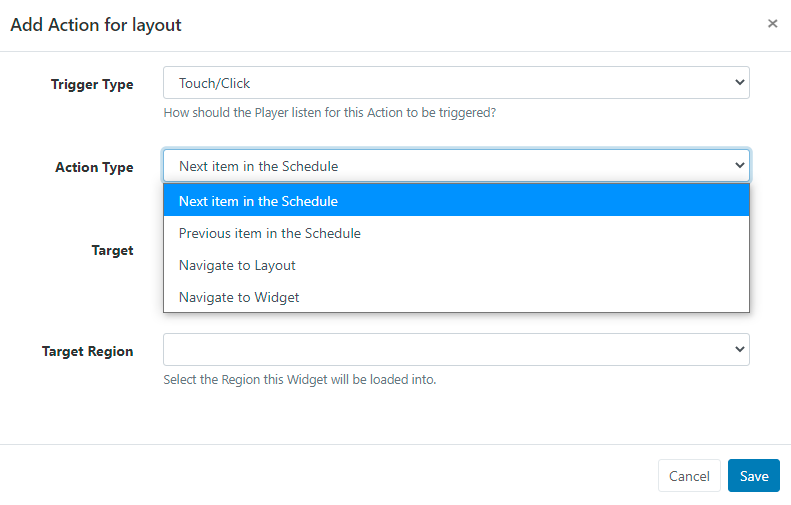 Add Action for layout ×
Trigger Type Touch/Click
How should the Player listen for this Action to be triggered?
Action Type Next item in the Schedule
Next item in the Schedule
Previous item in the Schedule
Target
Navigate to Layout
Navigate to Widget
Target Region
Select the Region this Widget will be loaded into.
Cancel Save